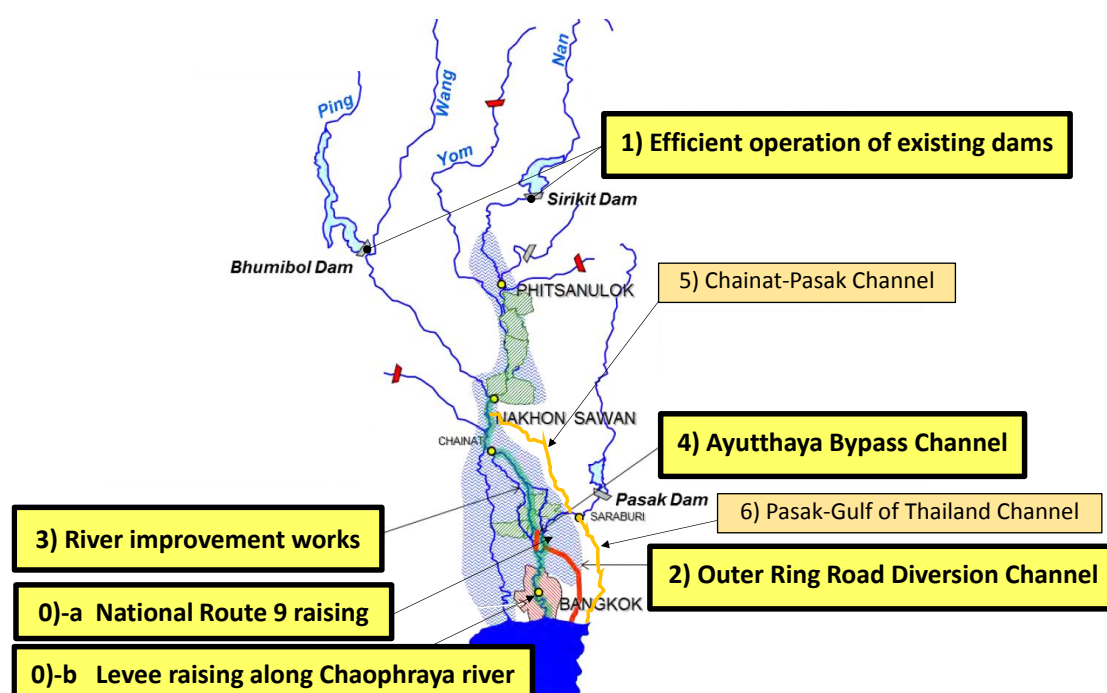 Nan
Wang
Ping
Yom
1) Efficient operation of existing dams
Sirikit Dam
Bhumibol Dam
5) Chainat-Pasak Channel
PHITSANULOK
NAKHON SAWAN
CHAINAT
4) Ayutthaya Bypass Channel
Pasak Dam
SARABURI
6) Pasak-Gulf of Thailand Channel
3) River improvement works
2) Outer Ring Road Diversion Channel
0)-a National Route 9 raising
BANGKOK
0)-b Levee raising along Chaophraya river